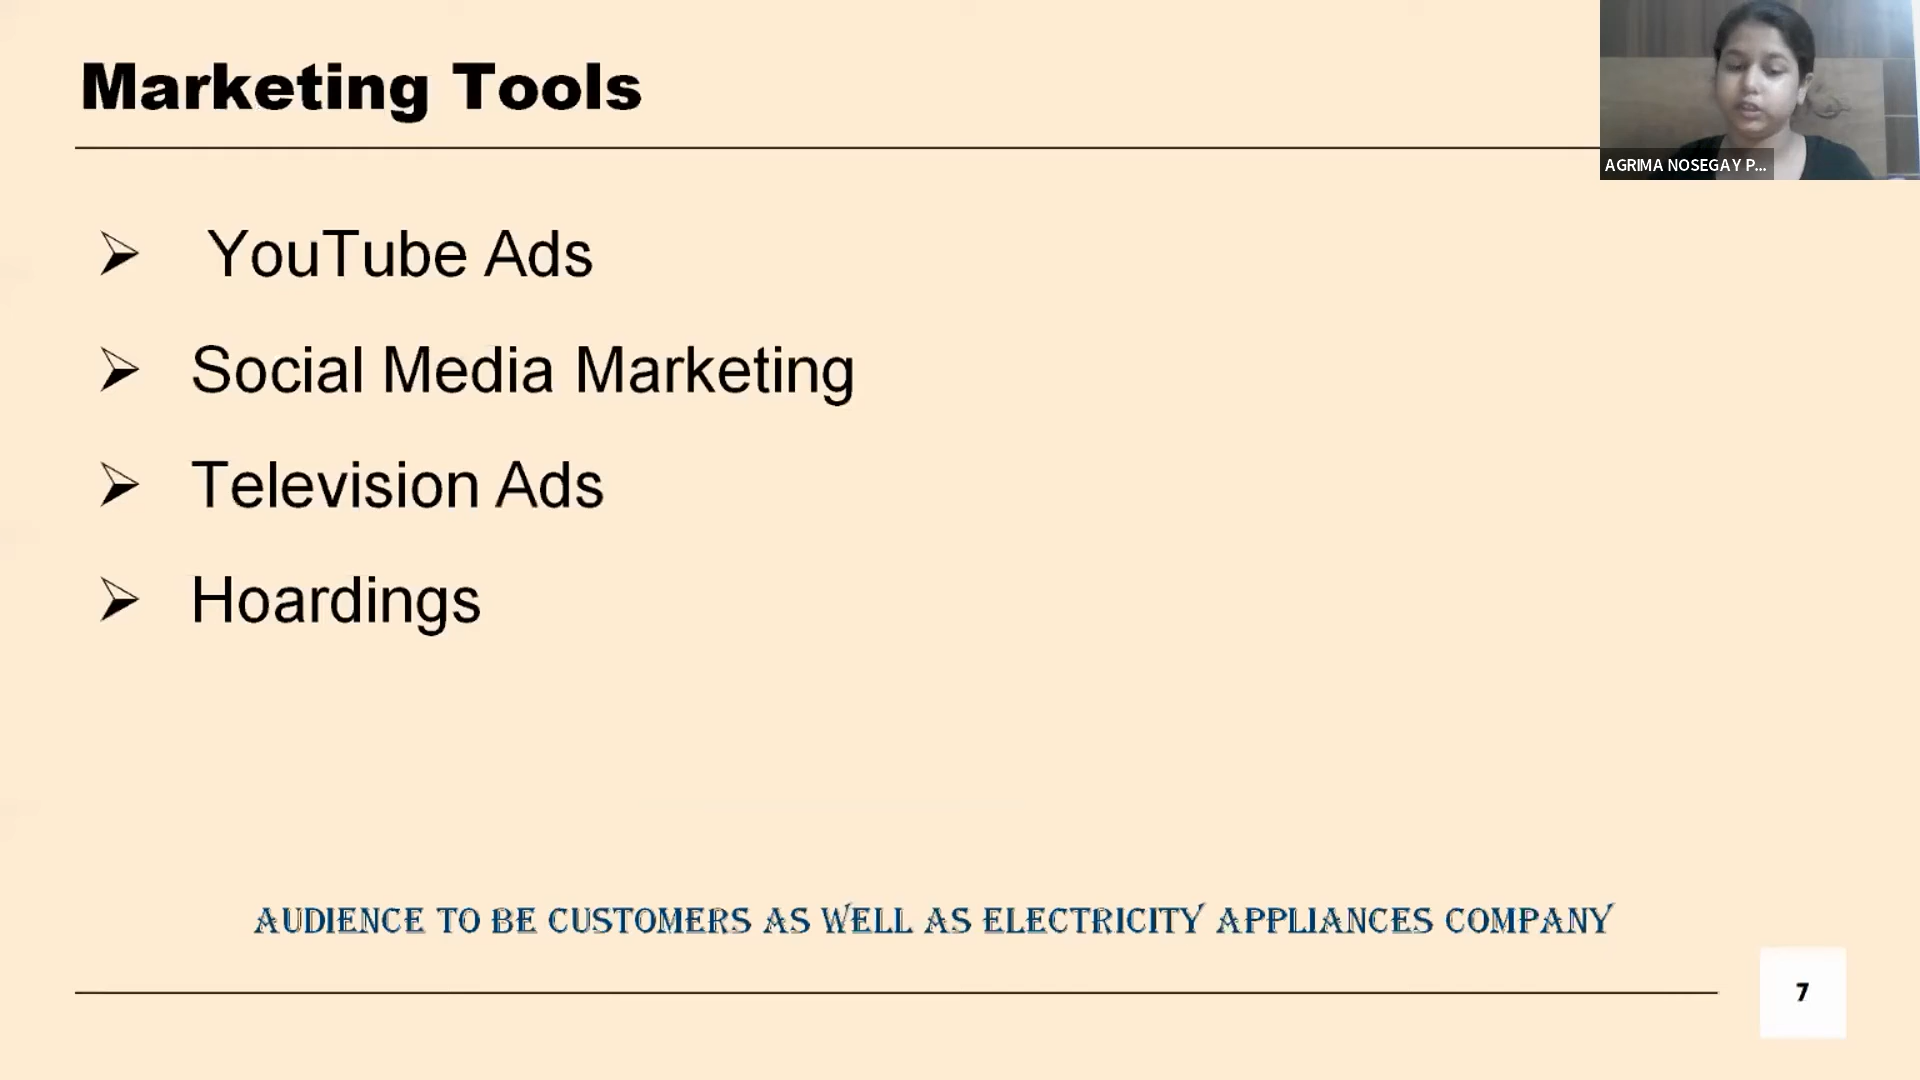 Marketing Tools
AGRIMA NOSEGAY P...
YouTube Ads
Social Media Marketing
Television Ads
Hoardings
AUDIENCE TO BE CUSTOMERS AS WELL AS ELECTRICITY APPLIANCES COMPANY
7